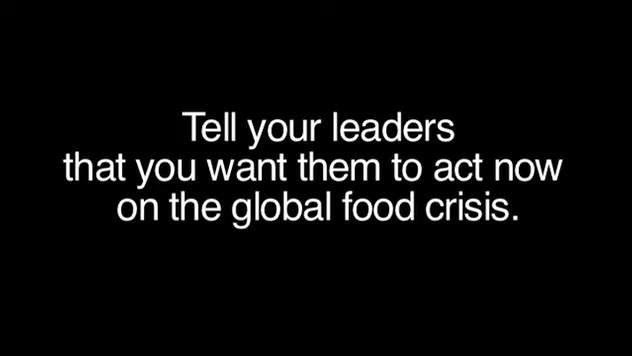 Tell your leaders
that you want them to act now
on the global food crisis.